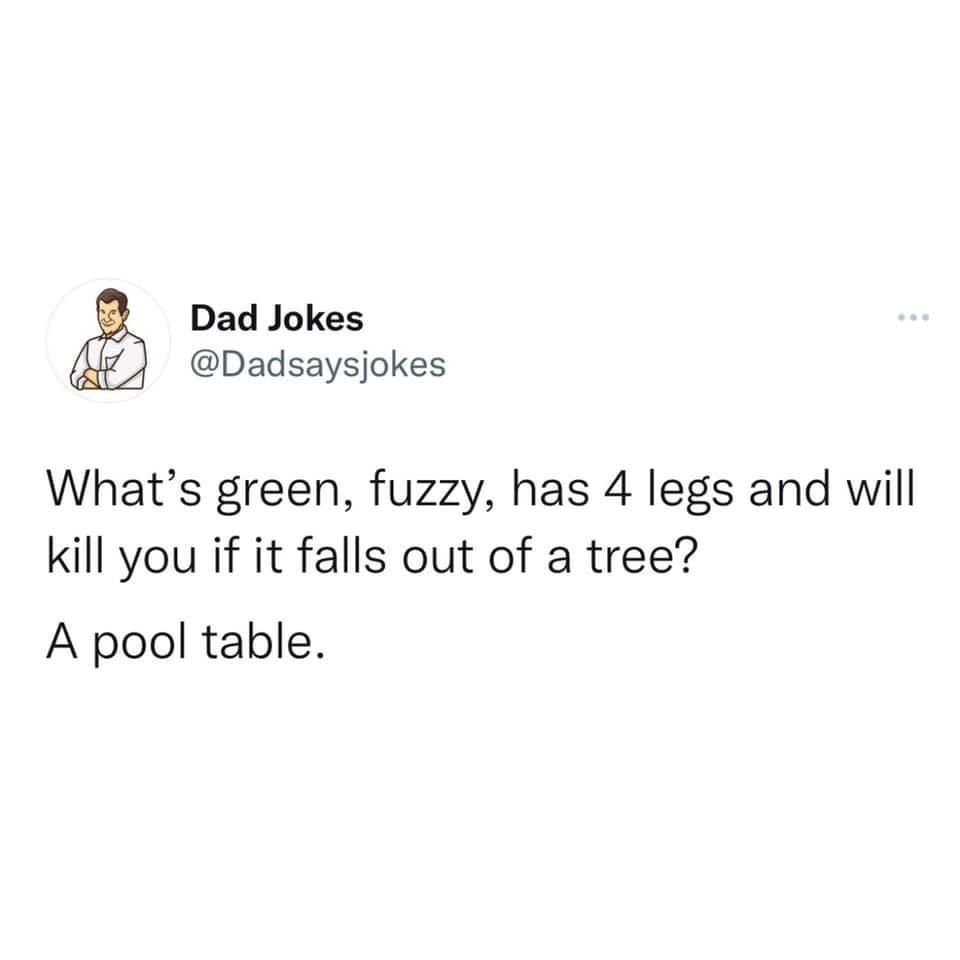 Dad Jokes
@Dadsaysjokes
What’s green, fuzzy, has 4 legs and will
kill you if it falls out of a tree?
A pool table.